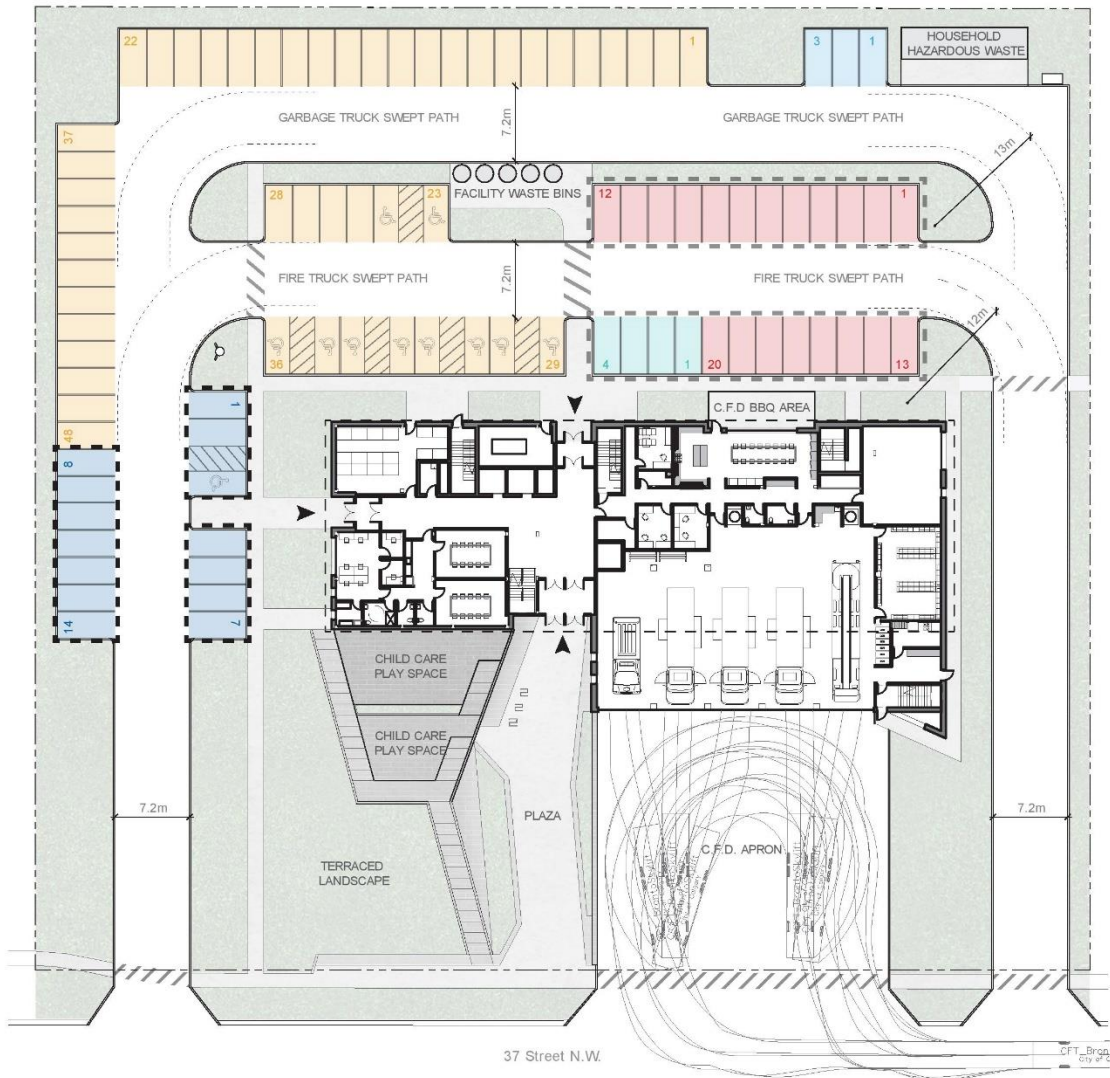 22
1
3
1
HOUSEHOLD
HAZARDOUS WASTE
37
GARBAGE TRUCK SWEPT PATH
7.2m
GARBAGE TRUCK SWEPT PATH
13m
28
23
FACILITY WASTE BINS
12
1
FIRE TRUCK SWEPT PATH
7.2m
FIRE TRUCK SWEPT PATH
12m
36
29
4
1
20
13
48
1
C.F.D BBQ AREA
8
14
7
CHILD CARE
PLAY SPACE
CHILD CARE
PLAY SPACE
7.2m
PLAZA
7.2m
C.F.D. APRON
TERRACED
LANDSCAPE
37 Street N.W.
CFT_Bron
City of C